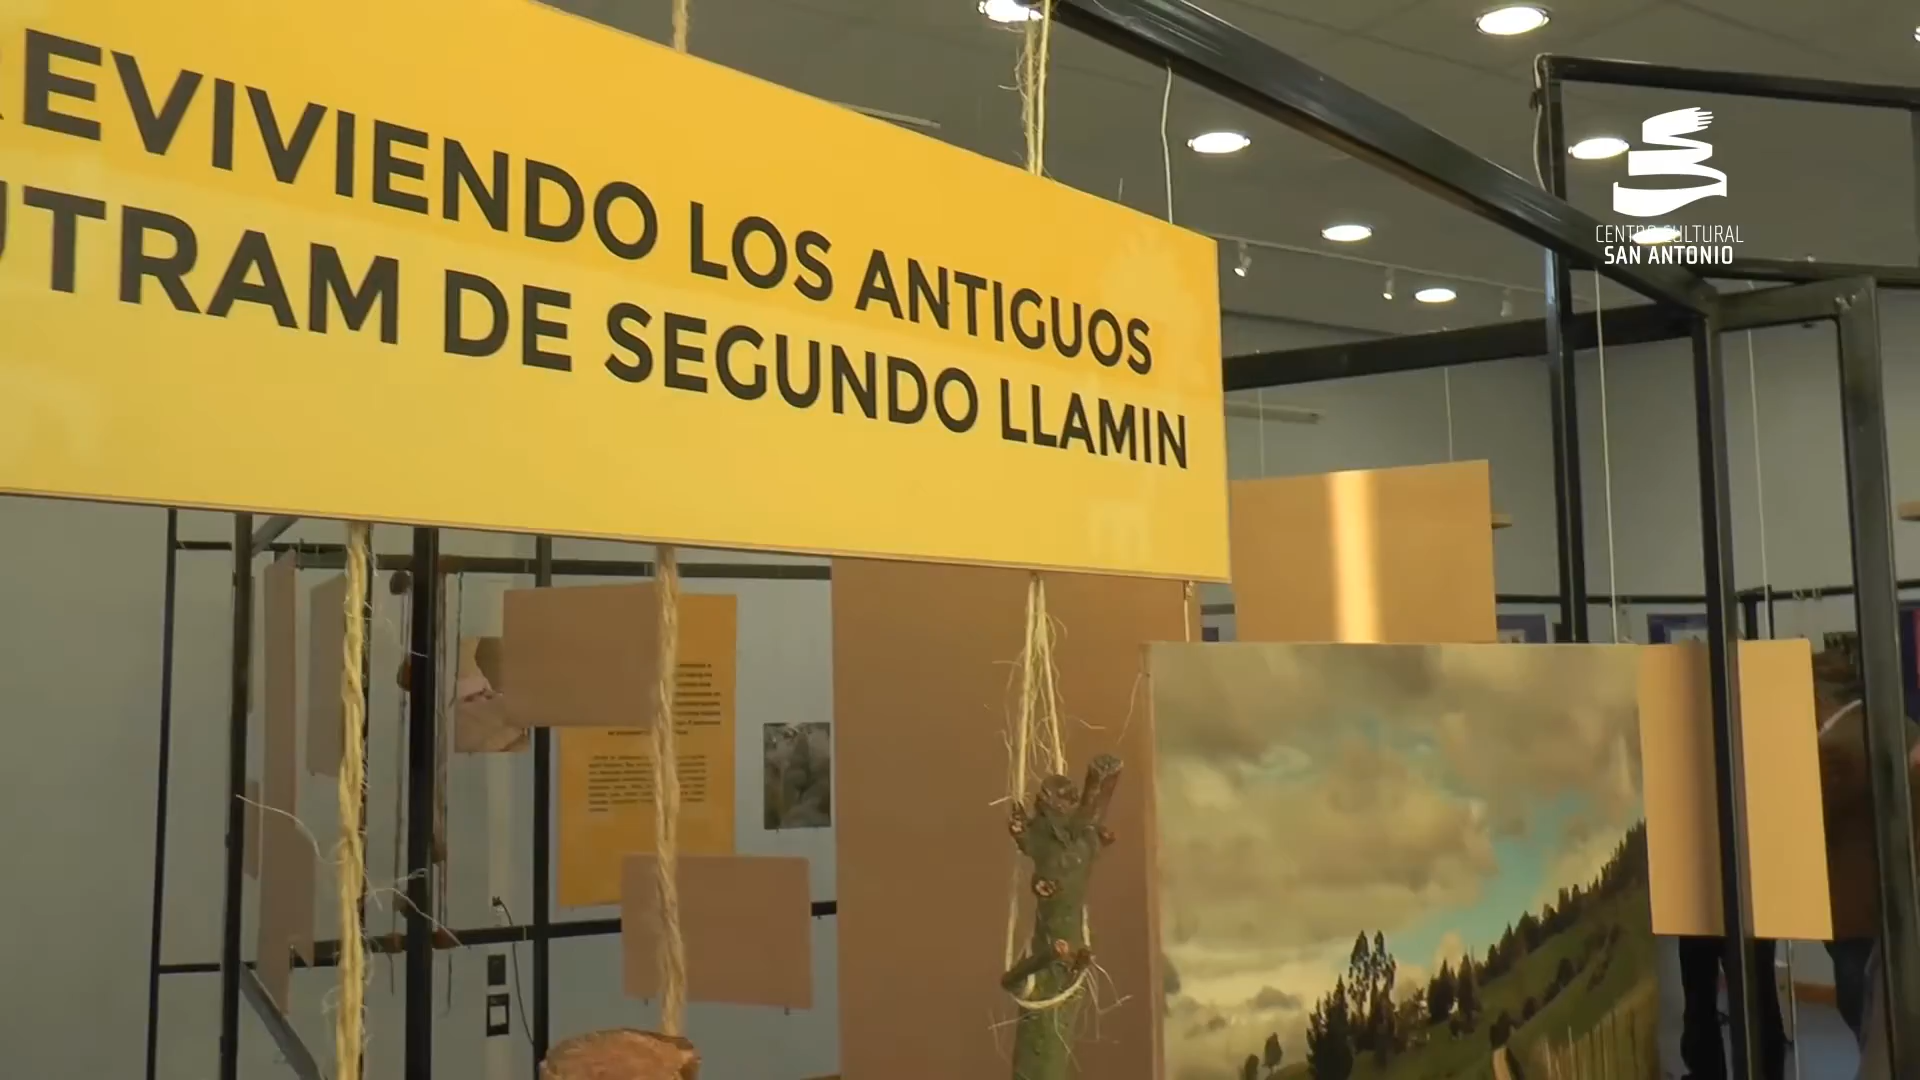 REVIVIENDO LOS ANTIGUOS
UTRAM DE SEGUNDO LLAMIN
CENTRO CULTURAL
SAN ANTONIO